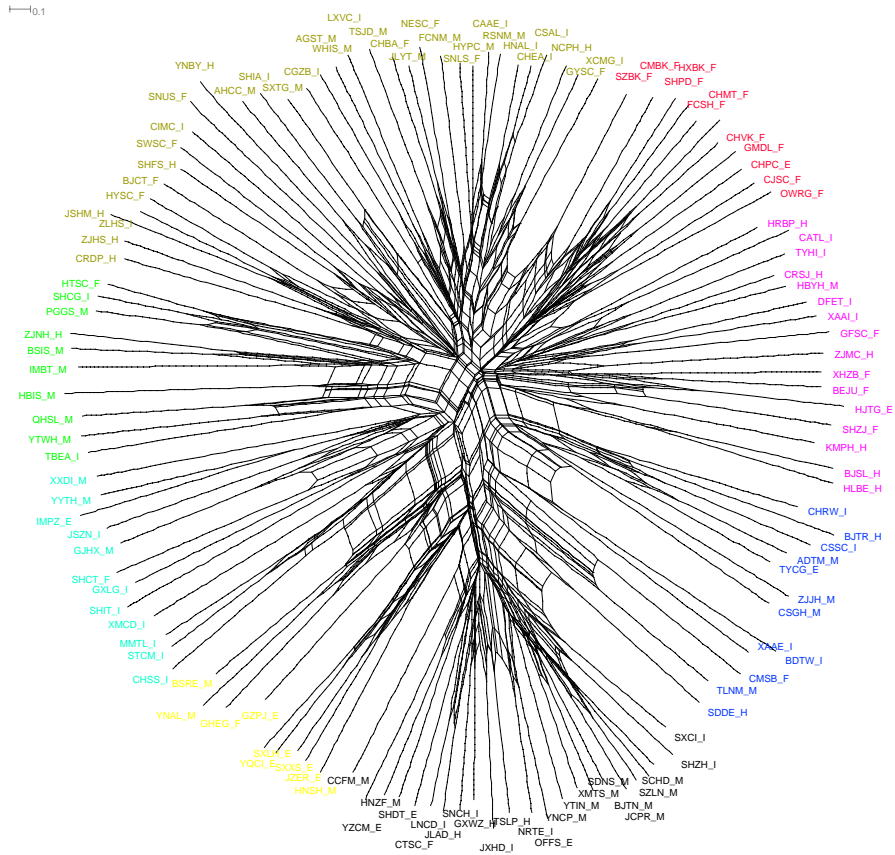 0.1
LXVC_I
TSJD_M
AGST_M
WHIS_M
NESC_F
CHBA_F
FCNM_M
JLYT_M
CAAE_I
HYPC_M
SNLS_F
RSNM_M
CSAL_I
HNAL_I
CHEA_I
NCPH_H
XCMG_I
GYSC_F
CMBK_F
HXBK_F
SZBK_F
SHPD_F
CHMT_F
FCSH_F
CHVK_F
GMDL_F
CHPC_E
CJSC_F
OWRG_F
HRBP_H
CATL_I
TYHI_I
CRSJ_H
HBYH_M
DFET_I
XAAI_I
GFSC_F
ZJMC_H
XHZB_F
BEJU_F
HJTG_E
SHZJ_F
KMPH_H
BJSL_H
HLBE_H
CHRW_I
BJTR_H
CSSC_I
ADTM_M
TYCG_E
ZJJH_M
CSGH_M
XAAE_I
BDTW_I
CMSB_F
TLNM_M
SDDE_H
SXCI_I
SHZH_I
SCHD_M
SZLN_M
JCPR_M
BJTN_M
SDNS_M
XMTS_M
YTIN_M
YNCP_M
OFFS_E
NRTE_I
TSLP_H
JXHD_I
GXWZ_H
SNCH_I
JLAD_H
LNCD_I
CTSC_F
SHDT_E
HNZF_M
YZCM_E
CCFM_M
HNSH_M
JZER_E
SXXS_E
YQCI_E
GZPJ_E
GHEG_F
YNAL_M
BSRE_M
CHSS_I
STCM_I
MMTL_I
XMCD_I
SHIT_I
GXLG_I
SHCT_F
GJHX_M
JSZN_I
IMPZ_E
YYTH_M
XXDI_M
TBEA_I
YTWH_M
QHSL_M
HBIS_M
IMBT_M
BSIS_M
ZJNH_H
PGGS_M
SHCG_I
HTSC_F
CRDP_H
ZJHS_H
JSHM_H
HYSC_F
BJCT_F
SHFS_H
SWSC_F
CIMC_I
SNUS_F
YNBY_H
AHCC_M
SHIA_I
SXTG_M
CGZB_I